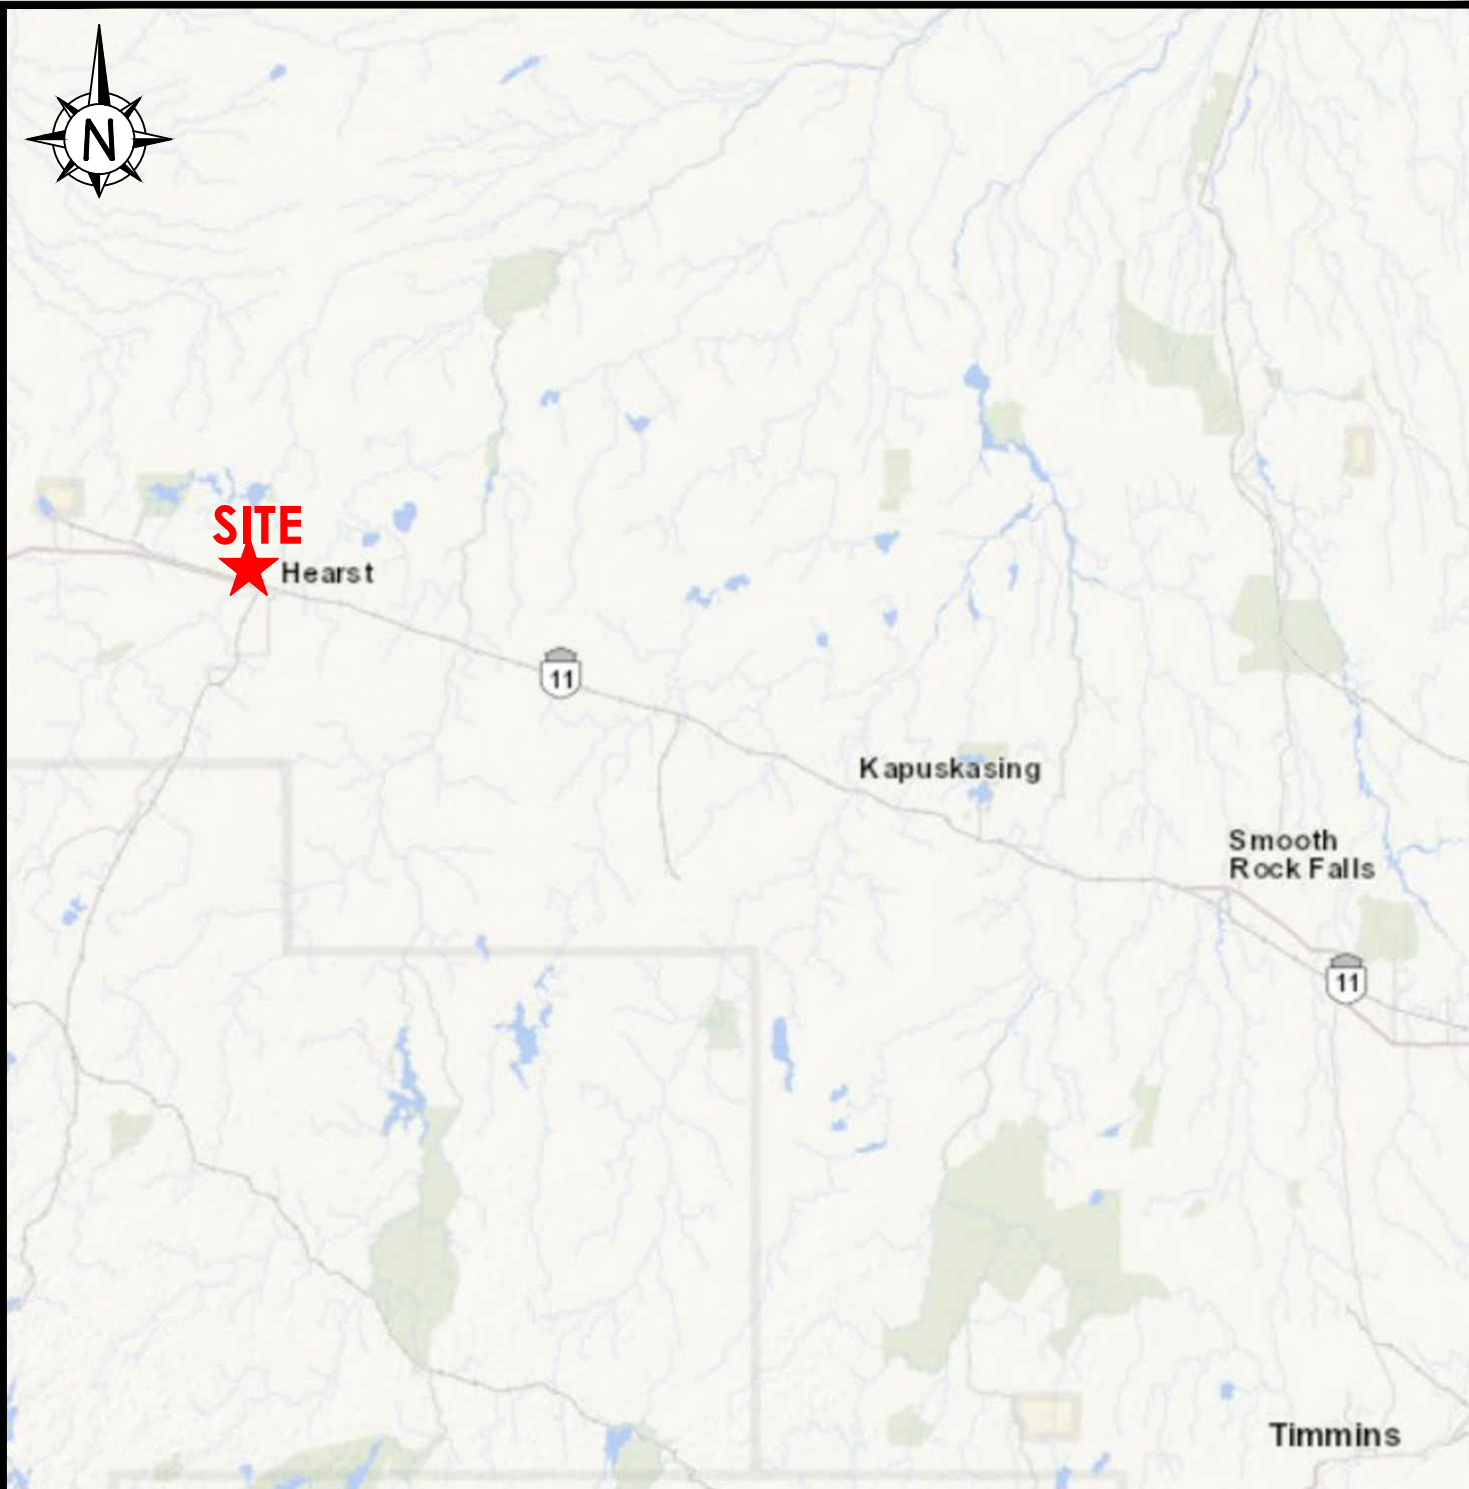 N
SITE
Hearst
11
Kapuskasing
Smooth
Rock Falls
11
Timmins